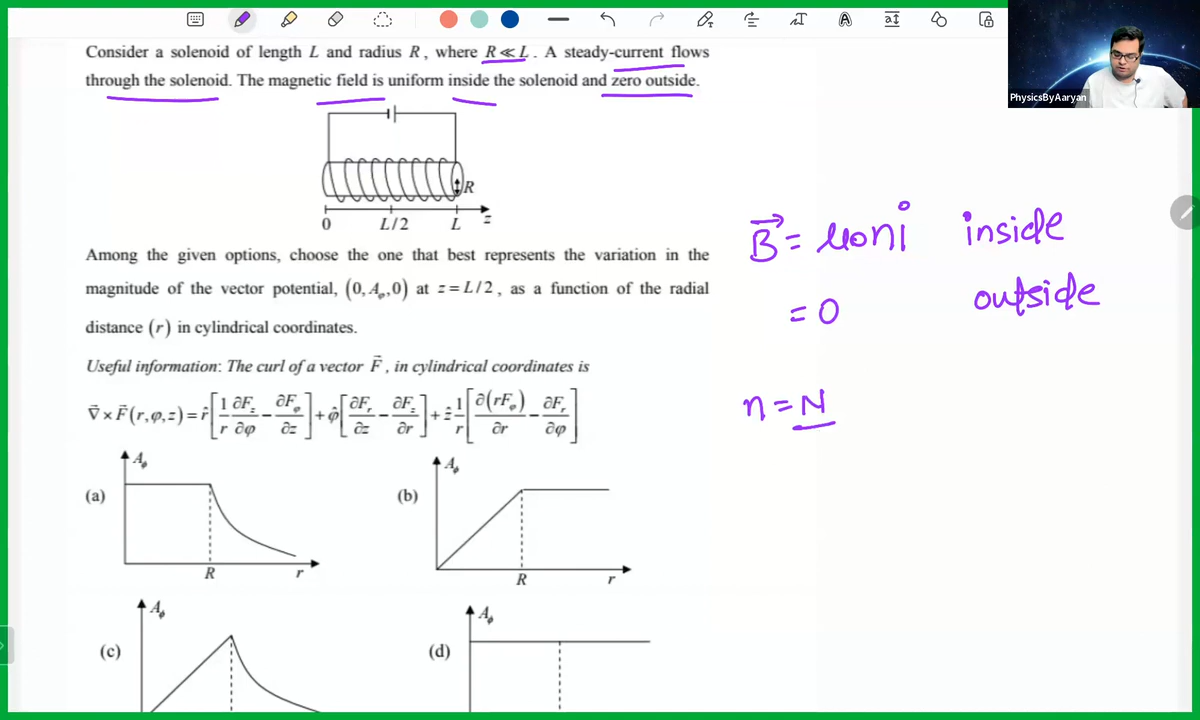 Consider a solenoid of length L and radius R, where R ≪ L. A steady-current flows
through the solenoid. The magnetic field is uniform inside the solenoid and zero outside.
PhysicsByAaryan
R
0 L/2 L z
Among the given options, choose the one that best represents the variation in the
magnitude of the vector potential, (0, A_φ, 0) at z = L/2, as a function of the radial
distance (r) in cylindrical coordinates.
Useful information: The curl of a vector F⃗, in cylindrical coordinates is
∇⃗ × F⃗(r, φ, z) = r̂[1/r ∂F_z/∂φ − ∂F_φ/∂z] + φ̂[∂F_r/∂z − ∂F_z/∂r] + ẑ 1/r[∂(rF_φ)/∂r − ∂F_r/∂φ]
(a) A_φ R r
(b) A_φ R r
(c) A_φ
(d) A_φ
B⃗ = μ0ni inside
= 0 outside
n = N